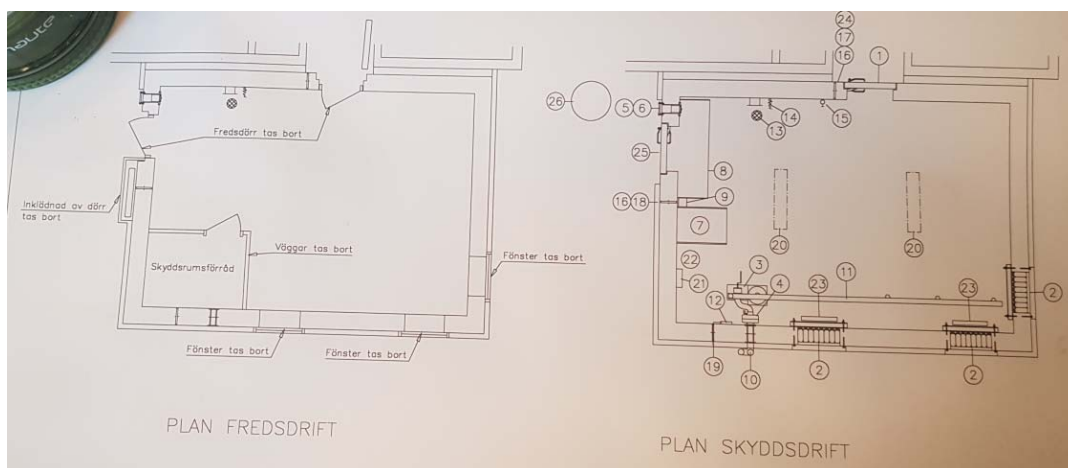 Fredsdörr tas bort
Inklädnad av dörr
tas bort
Väggar tas bort
Skyddsrumsförråd
Fönster tas bort
Fönster tas bort
Fönster tas bort
PLAN FREDSDRIFT
24
17
16
1
26
5 6
14
15
13
25
8
16 18
9
7
20
20
22
21
3
4
11
23
23
2
12
19
10
2
2
PLAN SKYDDSDRIFT